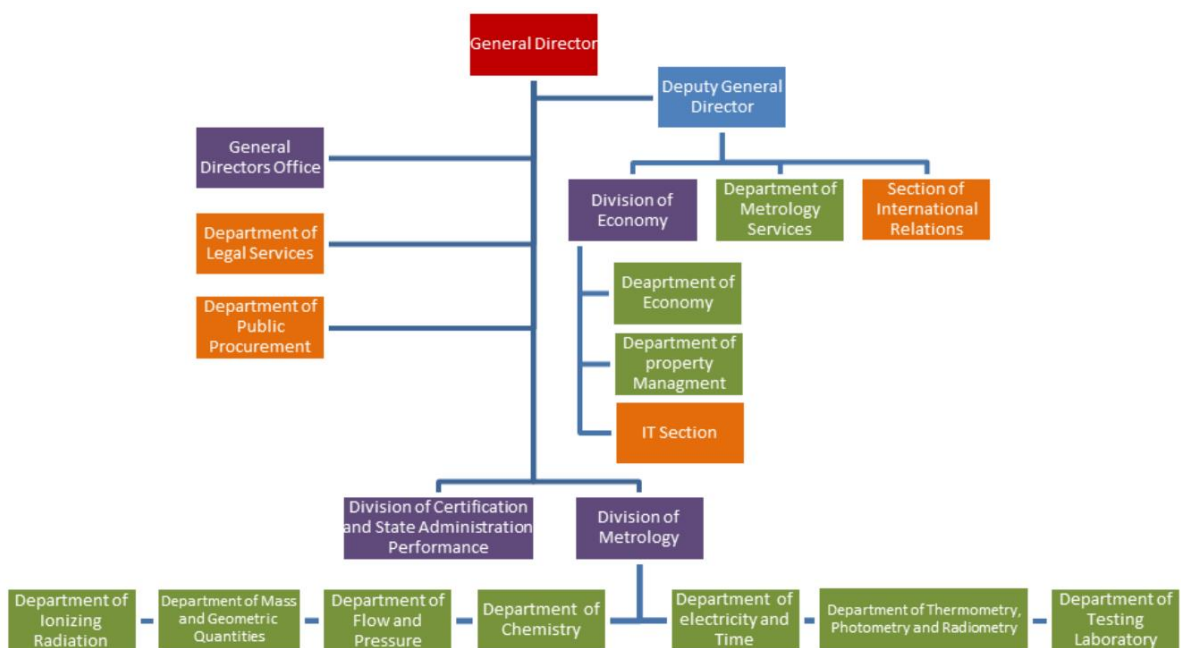 General Director
Deputy General
Director
General
Directors Office
Division of
Economy
Department of
Metrology
Services
Section of
International
Relations
Department of
Legal Services
Deaprtment of
Economy
Department of
Public
Procurement
Department of
property
Managment
IT Section
Division of Certification
and State Administration
Performance
Division of
Metrology
Department of
Ionizing
Radiation
Department of Mass
and Geometric
Quantities
Department of
Flow and
Pressure
Department of
Chemistry
Department of
electricity and
Time
Department of Thermometry,
Photometry and Radiometry
Department of
Testing
Laboratory